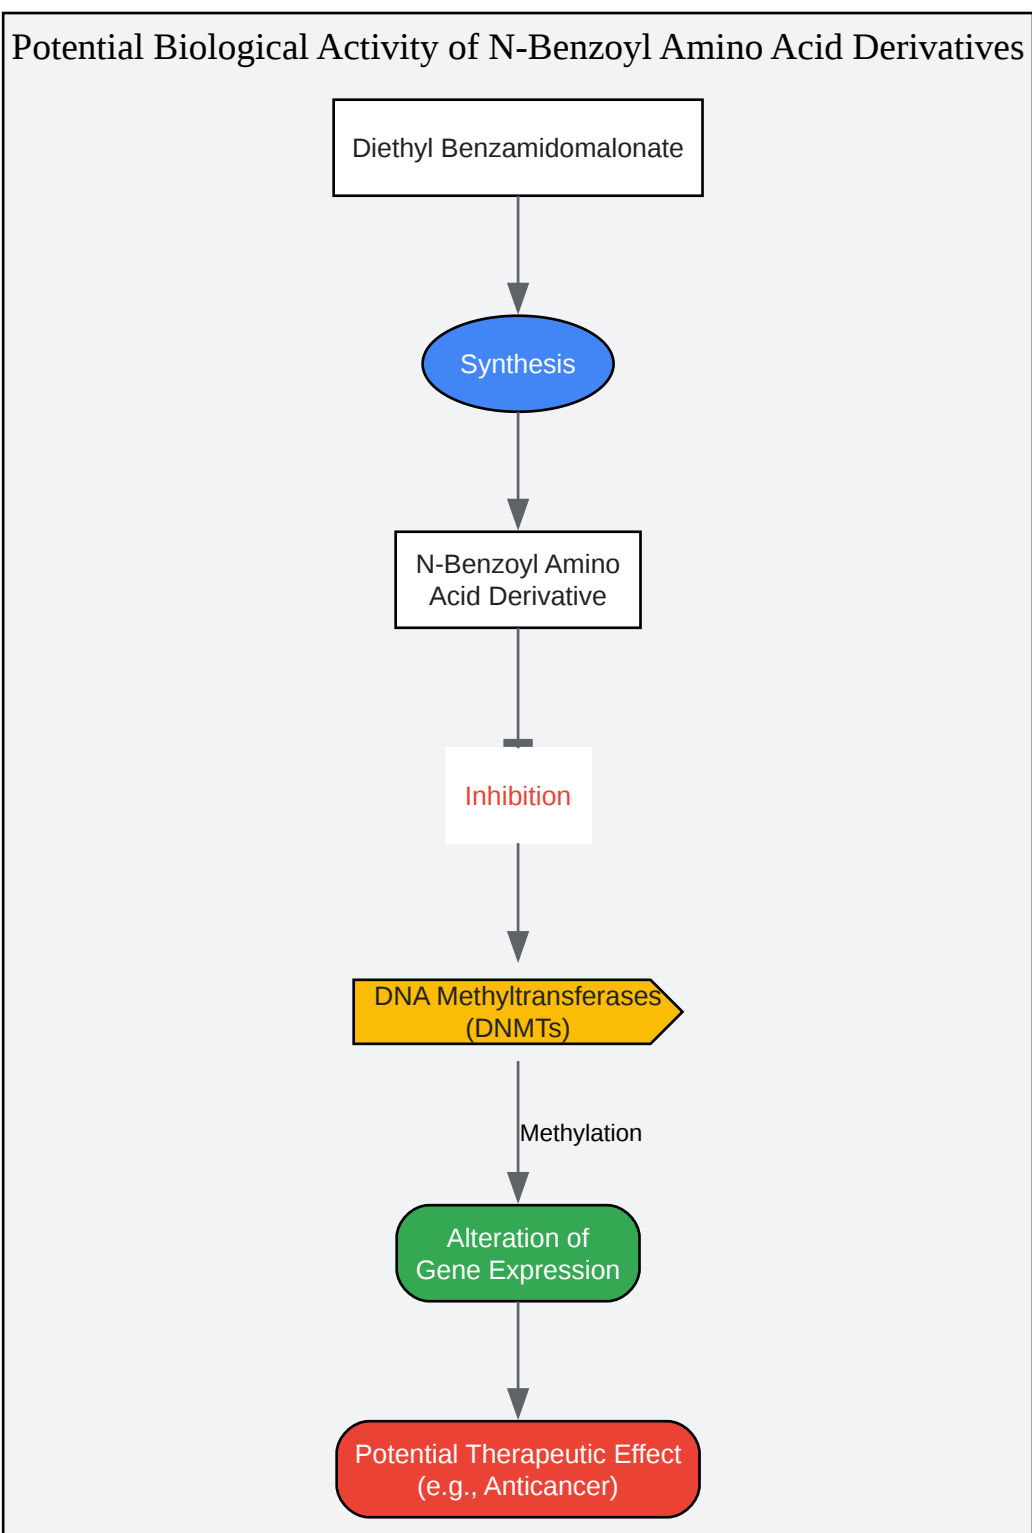 Potential Biological Activity of N-Benzoyl Amino Acid Derivatives
Diethyl Benzamidomalonate
Synthesis
N-Benzoyl Amino
Acid Derivative
Inhibition
DNA Methyltransferases
(DNMTs)
Methylation
Alteration of
Gene Expression
Potential Therapeutic Effect
(e.g., Anticancer)